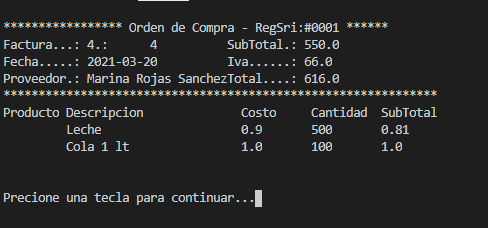 ***************** Orden de Compra - RegSri:#0001 ******
Factura...: 4.:      4          SubTotal.: 550.0
Fecha.....: 2021-03-20          Iva......: 66.0
Proveedor.: Marina Rojas SanchezTotal....: 616.0
**************************************************************
Producto Descripcion              Costo     Cantidad  SubTotal
         Leche                    0.9       500       0.81
         Cola 1 lt                1.0       100       1.0
Precione una tecla para continuar...